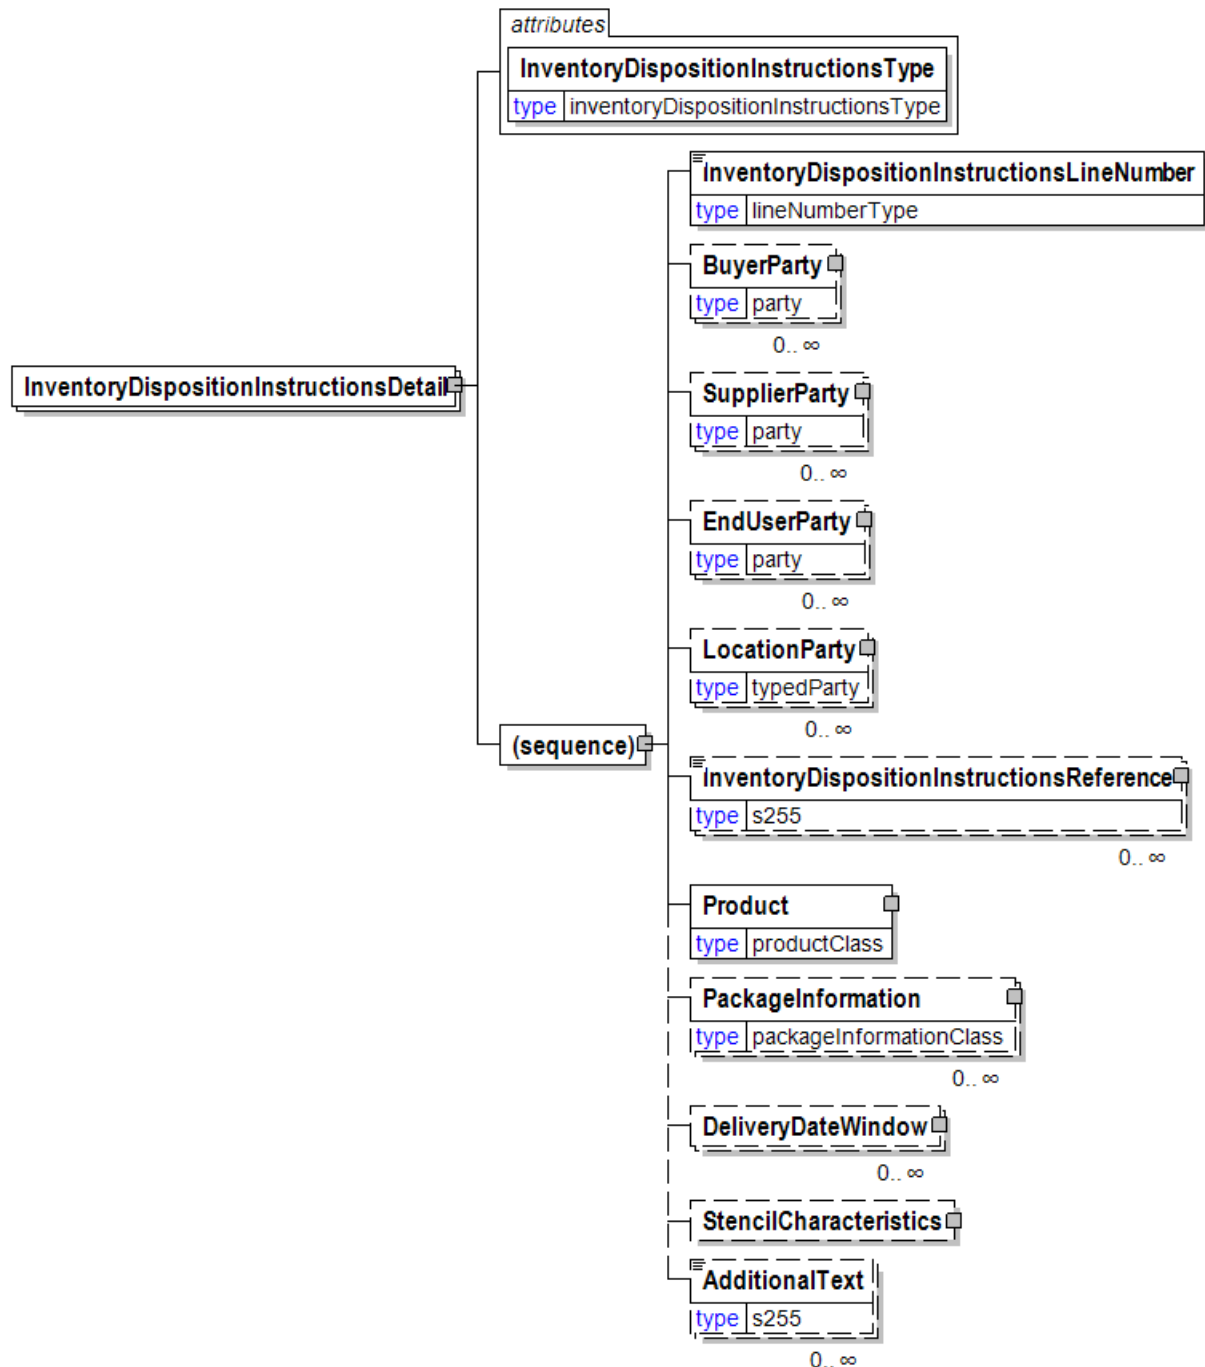 attributes
InventoryDispositionInstructionsType
type inventoryDispositionInstructionsType
InventoryDispositionInstructionsLineNumber
type lineNumberType
BuyerParty
type party
0.. ∞
InventoryDispositionInstructionsDetail
SupplierParty
type party
0.. ∞
EndUserParty
type party
0.. ∞
LocationParty
type typedParty
0.. ∞
(sequence)
InventoryDispositionInstructionsReference
type s255
0.. ∞
Product
type productClass
PackageInformation
type packageInformationClass
0.. ∞
DeliveryDateWindow
0.. ∞
StencilCharacteristics
AdditionalText
type s255
0.. ∞